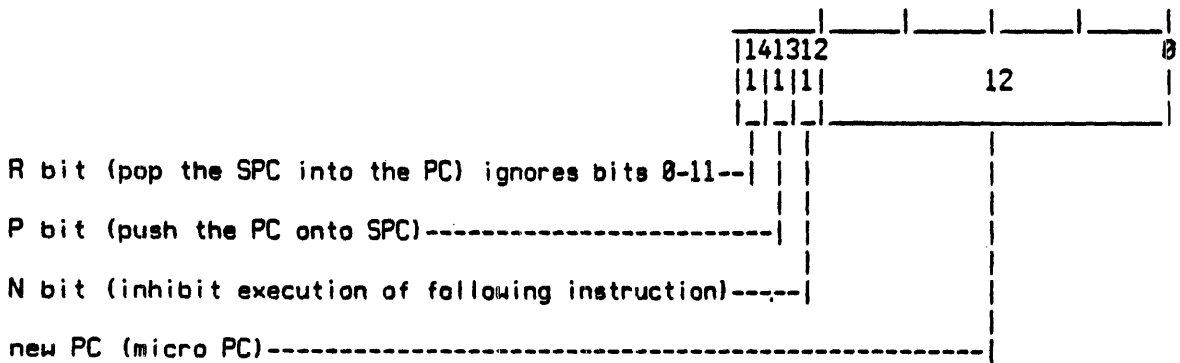 14 13 12 0
1 1 1 12
R bit (pop the SPC into the PC) ignores bits 0-11
P bit (push the PC onto SPC)
N bit (inhibit execution of following instruction)
new PC (micro PC)